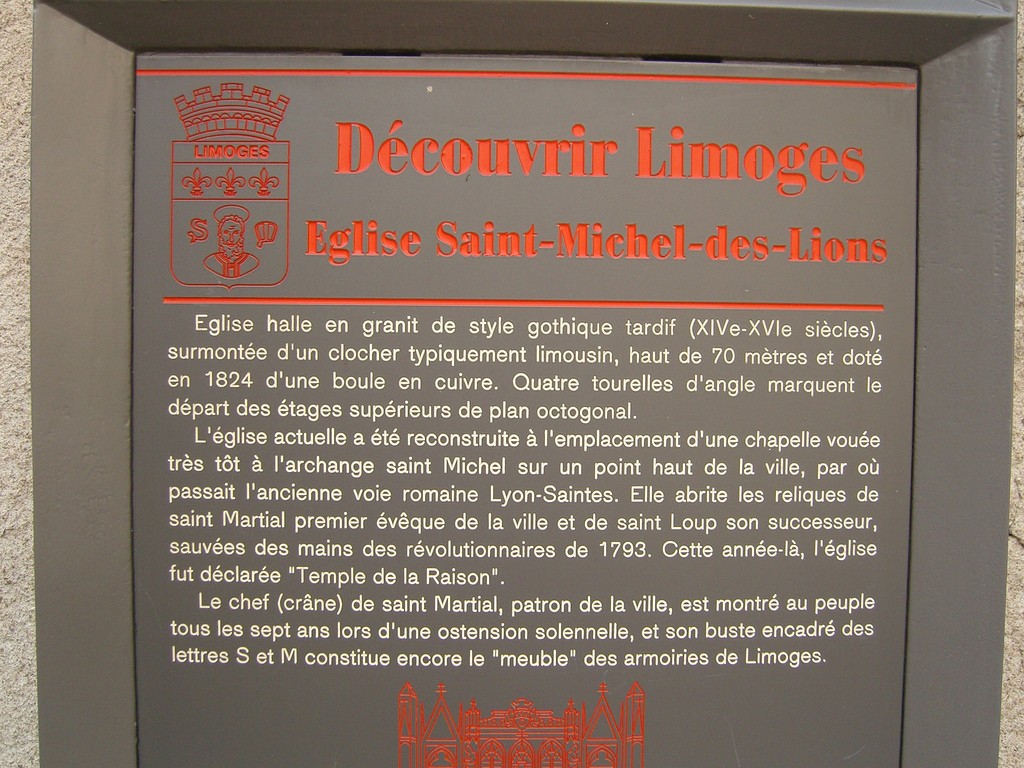 LIMOGES
S M
Découvrir Limoges
Eglise Saint-Michel-des-Lions
Eglise halle en granit de style gothique tardif (XIVe-XVIe siècles),
surmontée d'un clocher typiquement limousin, haut de 70 mètres et doté
en 1824 d'une boule en cuivre. Quatre tourelles d'angle marquent le
départ des étages supérieurs de plan octogonal.
L'église actuelle a été reconstruite à l'emplacement d'une chapelle vouée
très tôt à l'archange saint Michel sur un point haut de la ville, par où
passait l'ancienne voie romaine Lyon-Saintes. Elle abrite les reliques de
saint Martial premier évêque de la ville et de saint Loup son successeur,
sauvées des mains des révolutionnaires de 1793. Cette année-là, l'église
fut déclarée "Temple de la Raison".
Le chef (crâne) de saint Martial, patron de la ville, est montré au peuple
tous les sept ans lors d'une ostension solennelle, et son buste encadré des
lettres S et M constitue encore le "meuble" des armoiries de Limoges.